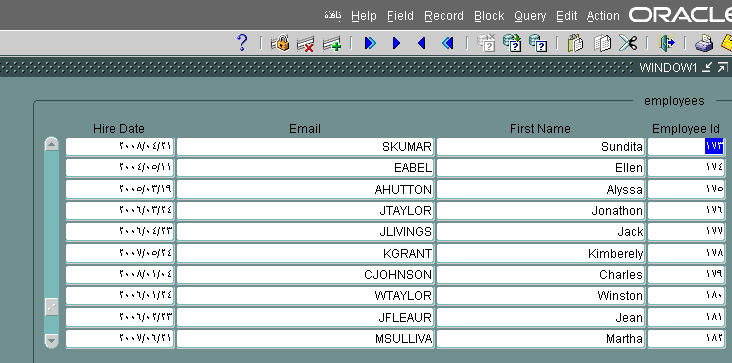 نافذة Help Field Record Block Query Edit Action ORACLE
WINDOW1
employees
Hire Date Email First Name Employee Id
٢٠٠٨/٠٤/٢١ SKUMAR Sundita ١٧٣
٢٠٠٤/٠٥/١١ EABEL Ellen ١٧٤
٢٠٠٥/٠٣/١٩ AHUTTON Alyssa ١٧٥
٢٠٠٦/٠٣/٢٤ JTAYLOR Jonathon ١٧٦
٢٠٠٦/٠٤/٢٣ JLIVINGS Jack ١٧٧
٢٠٠٧/٠٥/٢٤ KGRANT Kimberely ١٧٨
٢٠٠٨/٠١/٠٤ CJOHNSON Charles ١٧٩
٢٠٠٦/٠١/٢٤ WTAYLOR Winston ١٨٠
٢٠٠٦/٠٢/٢٣ JFLEAUR Jean ١٨١
٢٠٠٧/٠٦/٢١ MSULLIVA Martha ١٨٢